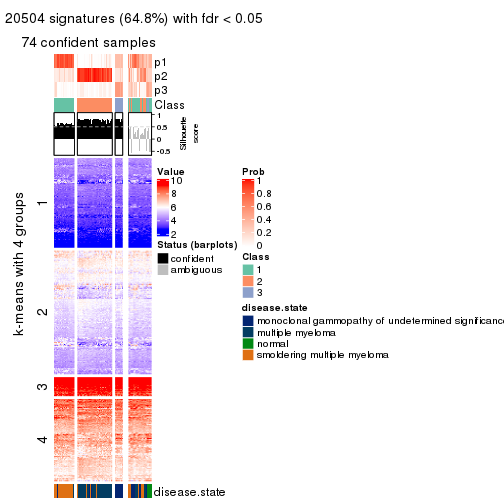 20504 signatures (64.8%) with fdr < 0.05
74 confident samples
p1
p2
p3
Class
1
0.5
0
-0.5
Silhouette
score
k-means with 4 groups
1
2
3
4
disease.state
Value
10
8
6
4
2
Status (barplots)
confident
ambiguous
Prob
1
0.8
0.6
0.4
0.2
0
Class
1
2
3
disease.state
monoclonal gammopathy of undetermined significance
multiple myeloma
normal
smoldering multiple myeloma